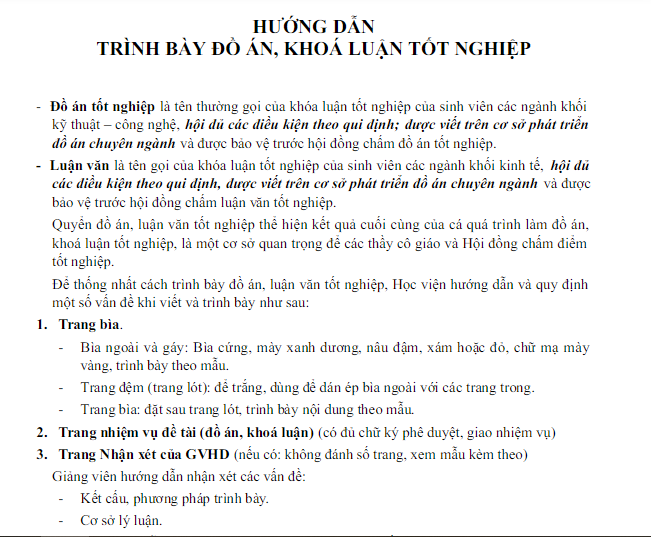 HƯỚNG DẪN
TRÌNH BÀY ĐỒ ÁN, KHOÁ LUẬN TỐT NGHIỆP
- Đồ án tốt nghiệp là tên thường gọi của khóa luận tốt nghiệp của sinh viên các ngành khối
kỹ thuật – công nghệ, hội đủ các điều kiện theo qui định; được viết trên cơ sở phát triển
đồ án chuyên ngành và được bảo vệ trước hội đồng chấm đồ án tốt nghiệp.
- Luận văn là tên gọi của khóa luận tốt nghiệp của sinh viên các ngành khối kinh tế, hội đủ
các điều kiện theo qui định, được viết trên cơ sở phát triển đồ án chuyên ngành và được
bảo vệ trước hội đồng chấm luận văn tốt nghiệp.
Quyển đồ án, luận văn tốt nghiệp thể hiện kết quả cuối cùng của cả quá trình làm đồ án,
khoá luận tốt nghiệp, là một cơ sở quan trọng để các thầy cô giáo và Hội đồng chấm điểm
tốt nghiệp.
Để thống nhất cách trình bày đồ án, luận văn tốt nghiệp, Học viện hướng dẫn và quy định
một số vấn đề khi viết và trình bày như sau:
1. Trang bìa.
- Bìa ngoài và gáy: Bìa cứng, mày xanh dương, nâu đậm, xám hoặc đỏ, chữ mạ mày
vàng, trình bày theo mẫu.
- Trang đệm (trang lót): để trắng, dùng để dán ép bìa ngoài với các trang trong.
- Trang bìa: đặt sau trang lót, trình bày nội dung theo mẫu.
2. Trang nhiệm vụ đề tài (đồ án, khoá luận) (có đủ chữ ký phê duyệt, giao nhiệm vụ)
3. Trang Nhận xét của GVHD (nếu có: không đánh số trang, xem mẫu kèm theo)
Giảng viên hướng dẫn nhận xét các vấn đề:
- Kết cấu, phương pháp trình bày.
- Cơ sở lý luận.